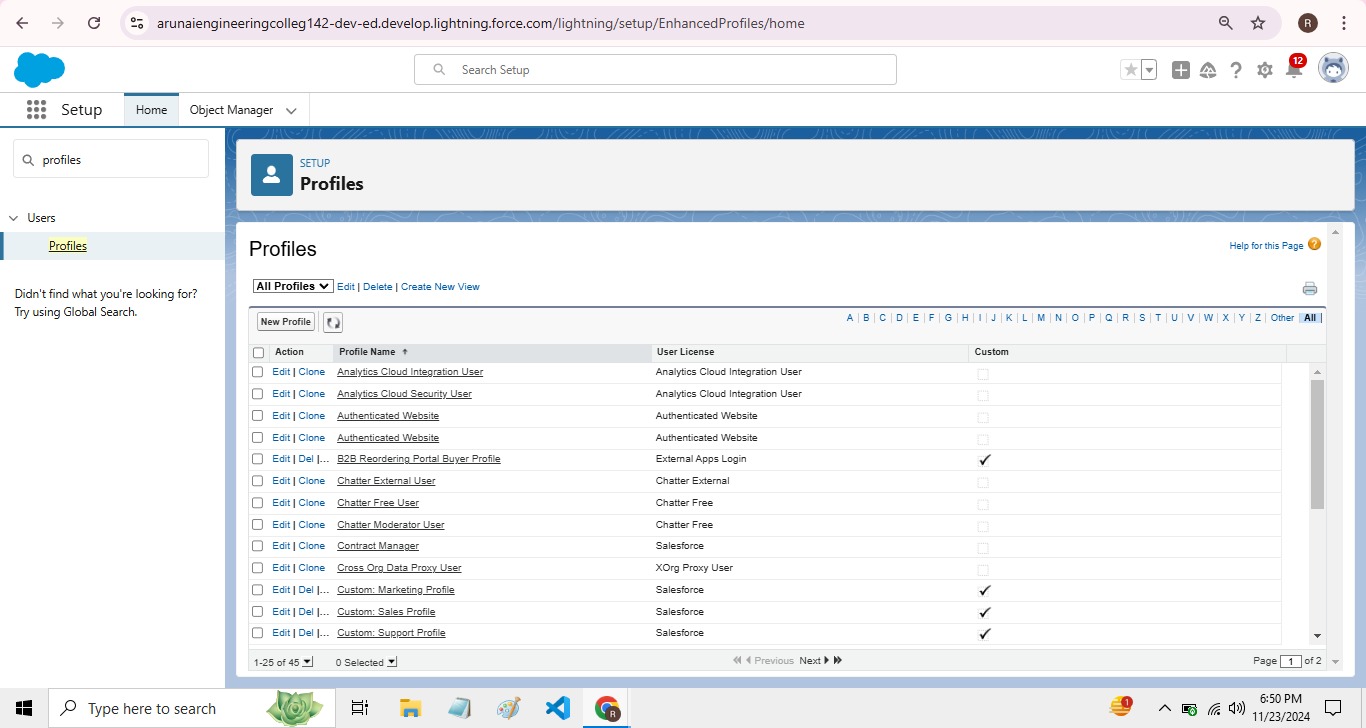 arunaiengineeringcolleg142-dev-ed.develop.lightning.force.com/lightning/setup/EnhancedProfiles/home
R
Search Setup
12
Setup
Home
Object Manager
profiles
Users
Profiles
Didn't find what you're looking for?
Try using Global Search.
SETUP
Profiles
Profiles
Help for this Page ?
All Profiles Edit | Delete | Create New View
New Profile
A | B | C | D | E | F | G | H | I | J | K | L | M | N | O | P | Q | R | S | T | U | V | W | X | Y | Z | Other | All |
Action Profile Name User License Custom
Edit | Clone Analytics Cloud Integration User Analytics Cloud Integration User
Edit | Clone Analytics Cloud Security User Analytics Cloud Integration User
Edit | Clone Authenticated Website Authenticated Website
Edit | Clone Authenticated Website Authenticated Website
Edit | Del |... B2B Reordering Portal Buyer Profile External Apps Login
Edit | Clone Chatter External User Chatter External
Edit | Clone Chatter Free User Chatter Free
Edit | Clone Chatter Moderator User Chatter Free
Edit | Clone Contract Manager Salesforce
Edit | Clone Cross Org Data Proxy User XOrg Proxy User
Edit | Del |... Custom: Marketing Profile Salesforce
Edit | Del |... Custom: Sales Profile Salesforce
Edit | Del |... Custom: Support Profile Salesforce
1-25 of 45 0 Selected Previous Next Page 1 of 2
Type here to search
R
1
6:50 PM
11/23/2024